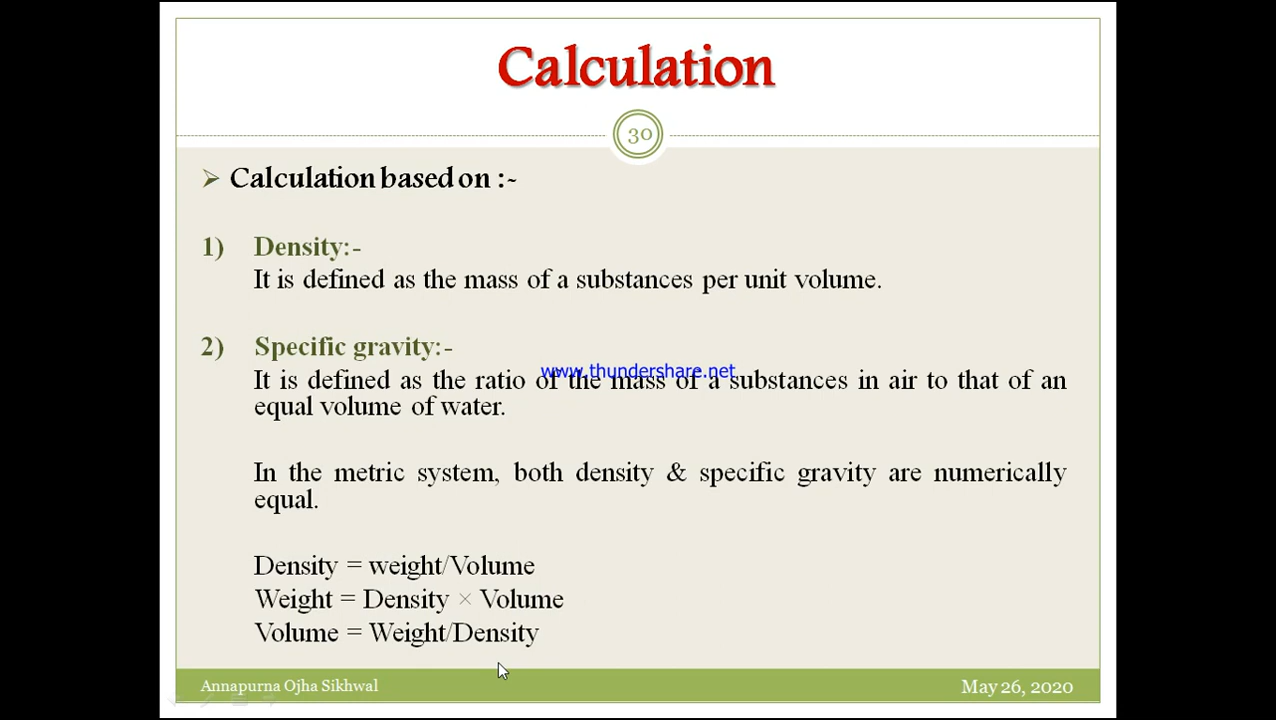 Calculation
30
➢ Calculation based on :-
1) Density:-
It is defined as the mass of a substances per unit volume.
2) Specific gravity:-
www.thundershare.net
It is defined as the ratio of the mass of a substances in air to that of an
equal volume of water.
In the metric system, both density & specific gravity are numerically
equal.
Density = weight/Volume
Weight = Density × Volume
Volume = Weight/Density
Annapurna Ojha Sikhwal
May 26, 2020